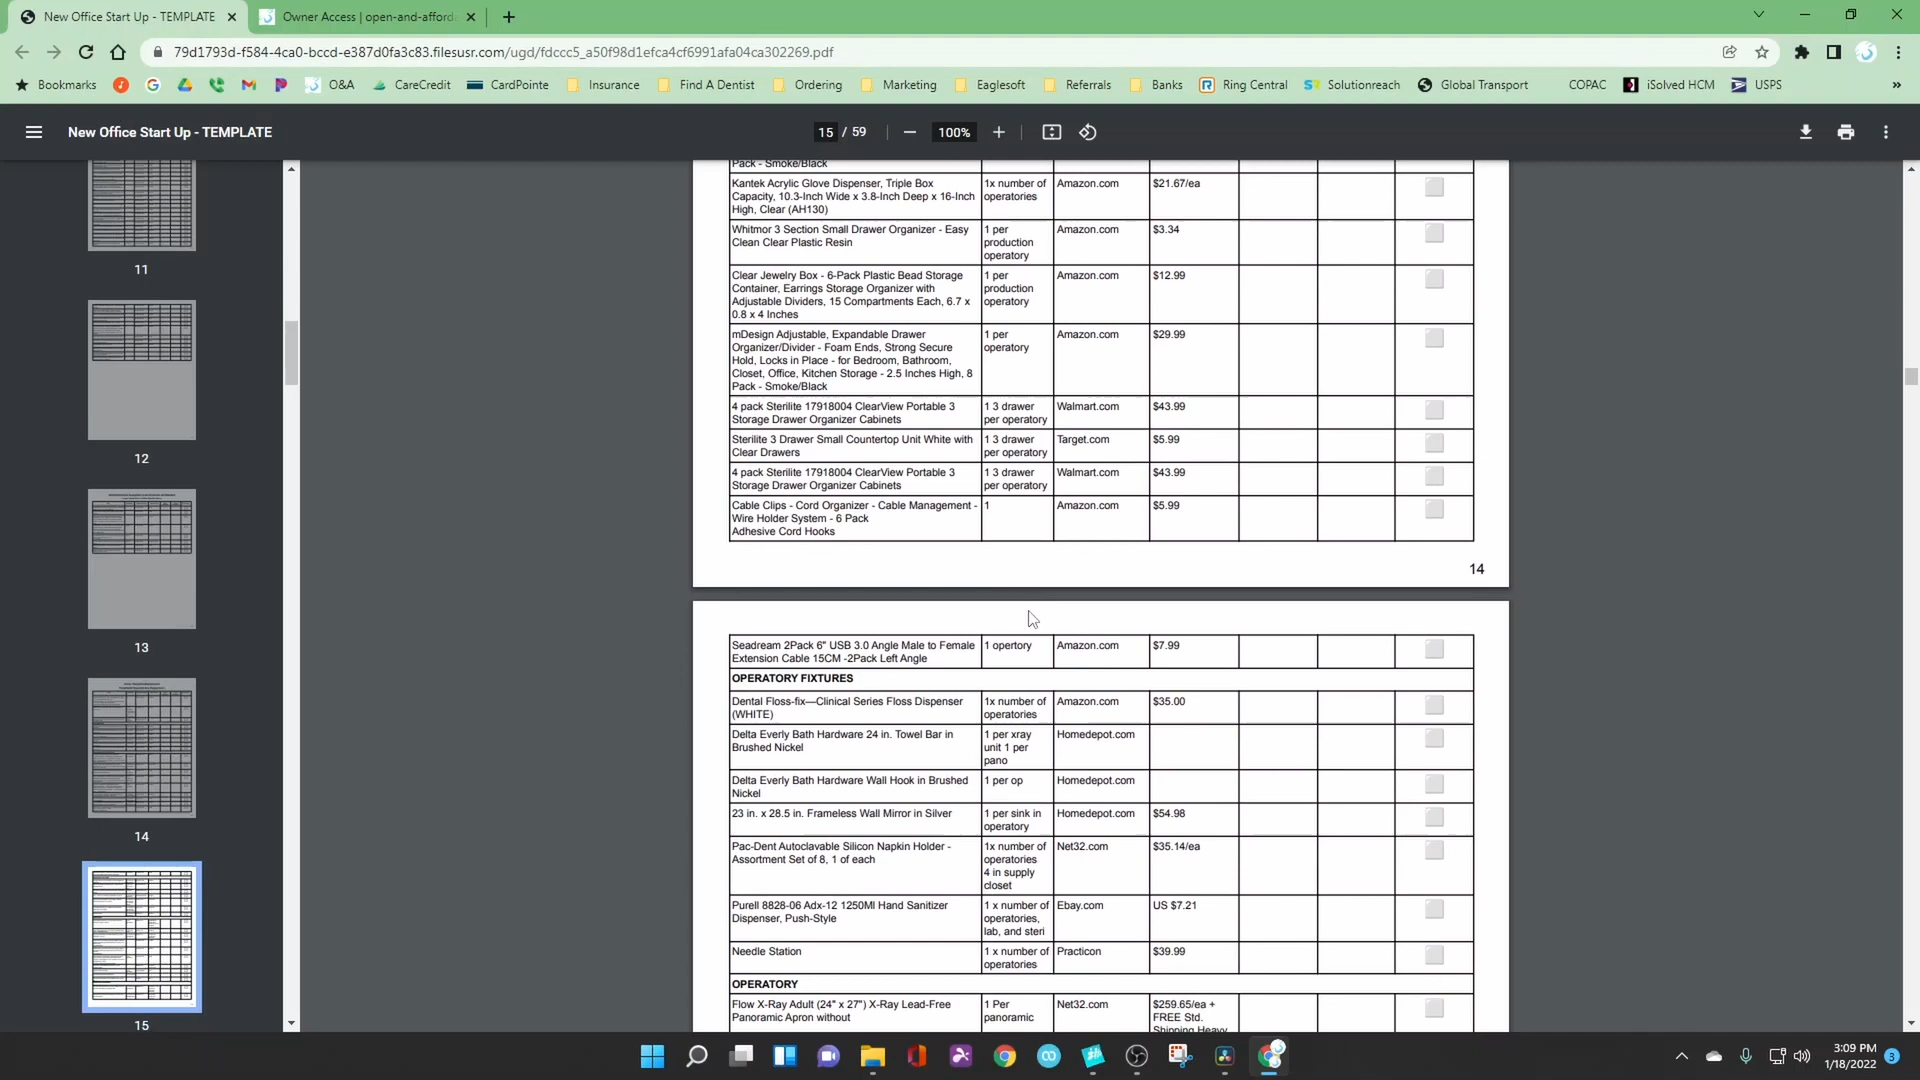 New Office Start Up - TEMPLATE
Owner Access | open-and-afford
79d1793d-f584-4ca0-bccd-e387d0fa3c83.filesusr.com/ugd/fdccc5_a50f98d1efca4cf6991afa04ca302269.pdf
Bookmarks O&A CareCredit CardPointe Insurance Find A Dentist Ordering Marketing Eaglesoft Referrals Banks Ring Central Solutionreach Global Transport COPAC iSolved HCM USPS
New Office Start Up - TEMPLATE
15 / 59
100%
11
12
13
14
15
Pack - Smoke/Black
Kantek Acrylic Glove Dispenser, Triple Box
Capacity, 10.3-Inch Wide x 3.8-Inch Deep x 16-Inch
High, Clear (AH130)
1x number of
operatories
Amazon.com
$21.67/ea
Whitmor 3 Section Small Drawer Organizer - Easy
Clean Clear Plastic Resin
1 per
production
operatory
Amazon.com
$3.34
Clear Jewelry Box - 6-Pack Plastic Bead Storage
Container, Earrings Storage Organizer with
Adjustable Dividers, 15 Compartments Each, 6.7 x
0.8 x 4 Inches
1 per
production
operatory
Amazon.com
$12.99
mDesign Adjustable, Expandable Drawer
Organizer/Divider - Foam Ends, Strong Secure
Hold, Locks in Place - for Bedroom, Bathroom,
Closet, Office, Kitchen Storage - 2.5 Inches High, 8
Pack - Smoke/Black
1 per
operatory
Amazon.com
$29.99
4 pack Sterilite 17918004 ClearView Portable 3
Storage Drawer Organizer Cabinets
1 3 drawer
per operatory
Walmart.com
$43.99
Sterilite 3 Drawer Small Countertop Unit White with
Clear Drawers
1 3 drawer
per operatory
Target.com
$5.99
4 pack Sterilite 17918004 ClearView Portable 3
Storage Drawer Organizer Cabinets
1 3 drawer
per operatory
Walmart.com
$43.99
Cable Clips - Cord Organizer - Cable Management -
Wire Holder System - 6 Pack
Adhesive Cord Hooks
1
Amazon.com
$5.99
14
Seadream 2Pack 6" USB 3.0 Angle Male to Female
Extension Cable 15CM -2Pack Left Angle
1 opertory
Amazon.com
$7.99
OPERATORY FIXTURES
Dental Floss-fix—Clinical Series Floss Dispenser
(WHITE)
1x number of
operatories
Amazon.com
$35.00
Delta Everly Bath Hardware 24 in. Towel Bar in
Brushed Nickel
1 per xray
unit 1 per
pano
Homedepot.com
Delta Everly Bath Hardware Wall Hook in Brushed
Nickel
1 per op
Homedepot.com
23 in. x 28.5 in. Frameless Wall Mirror in Silver
1 per sink in
operatory
Homedepot.com
$54.98
Pac-Dent Autoclavable Silicon Napkin Holder -
Assortment Set of 8, 1 of each
1x number of
operatories
4 in supply
closet
Net32.com
$35.14/ea
Purell 8828-06 Adx-12 1250Ml Hand Sanitizer
Dispenser, Push-Style
1 x number of
operatories,
lab, and steri
Ebay.com
US $7.21
Needle Station
1 x number of
operatories
Practicon
$39.99
OPERATORY
Flow X-Ray Adult (24" x 27") X-Ray Lead-Free
Panoramic Apron without
1 Per
panoramic
Net32.com
$259.65/ea +
FREE Std.
Shipping Heavy
3:09 PM
1/18/2022
3